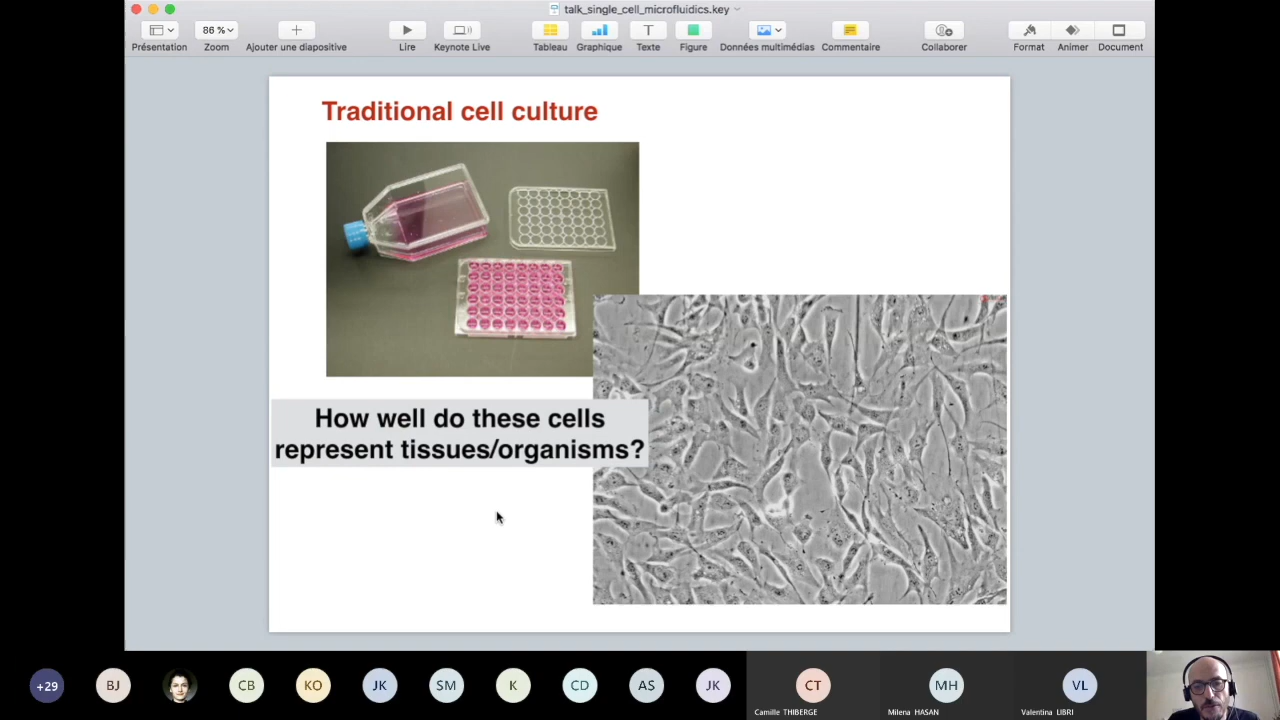 talk_single_cell_microfluidics.key
86 %
Présentation
Zoom
Ajouter une diapositive
Lire
Keynote Live
Tableau
Graphique
Texte
Figure
Données multimédias
Commentaire
Collaborer
Format
Animer
Document
Traditional cell culture
How well do these cells
represent tissues/organisms?
+29
BJ
CB
KO
JK
SM
K
CD
AS
JK
CT
MH
VL
Camille THIBERGE
Milena HASAN
Valentina LIBRI